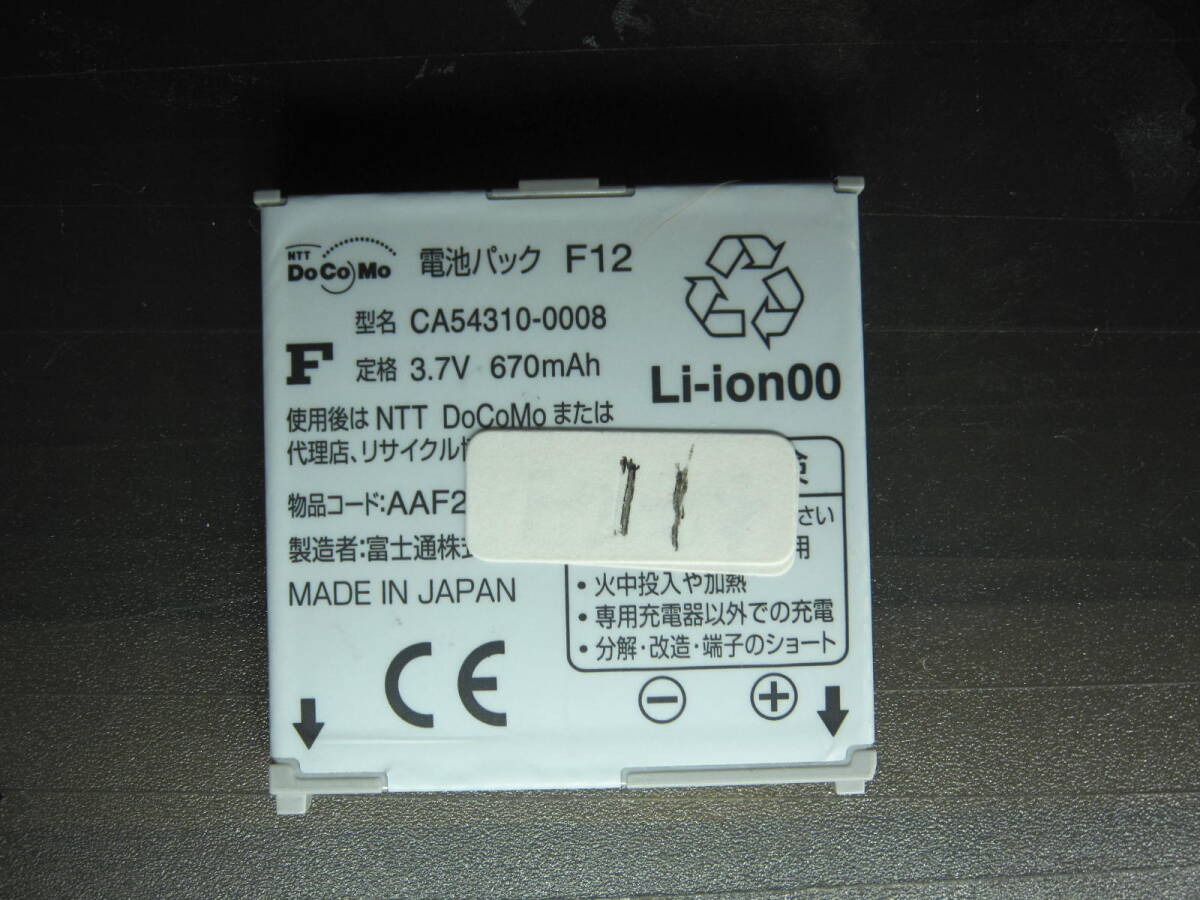 NTT
DoCoMo 電池パック F12
型名 CA54310-0008
F 定格 3.7V 670mAh
Li-ion00
使用後は NTT DoCoMo または
代理店、リサイクル
物品コード:AAF2
製造者:富士通株式
MADE IN JAPAN
11
険
さい
用
・火中投入や加熱
・専用充電器以外での充電
・分解・改造・端子のショート
CE
⊖ ⊕